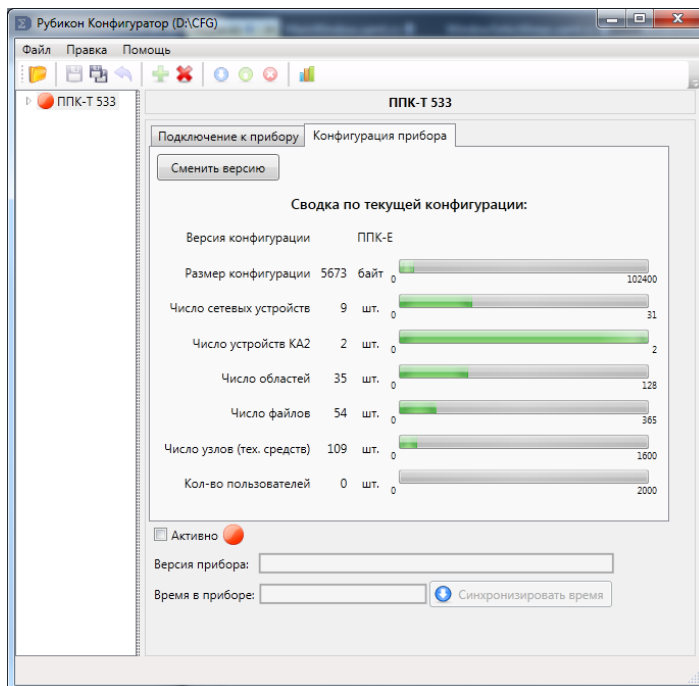 Рубикон Конфигуратор (D:\CFG)
Файл Правка Помощь
ППК-Т 533
ППК-Т 533
Подключение к прибору Конфигурация прибора
Сменить версию
Сводка по текущей конфигурации:
Версия конфигурации ППК-Е
Размер конфигурации 5673 байт 0 102400
Число сетевых устройств 9 шт. 0 31
Число устройств КА2 2 шт. 0 2
Число областей 35 шт. 0 128
Число файлов 54 шт. 0 365
Число узлов (тех. средств) 109 шт. 0 1600
Кол-во пользователей 0 шт. 0 2000
Активно
Версия прибора:
Время в приборе: Синхронизировать время